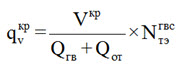 q_v^кр = V^кр / (Q_гв + Q_от) × N_тэ^гвс